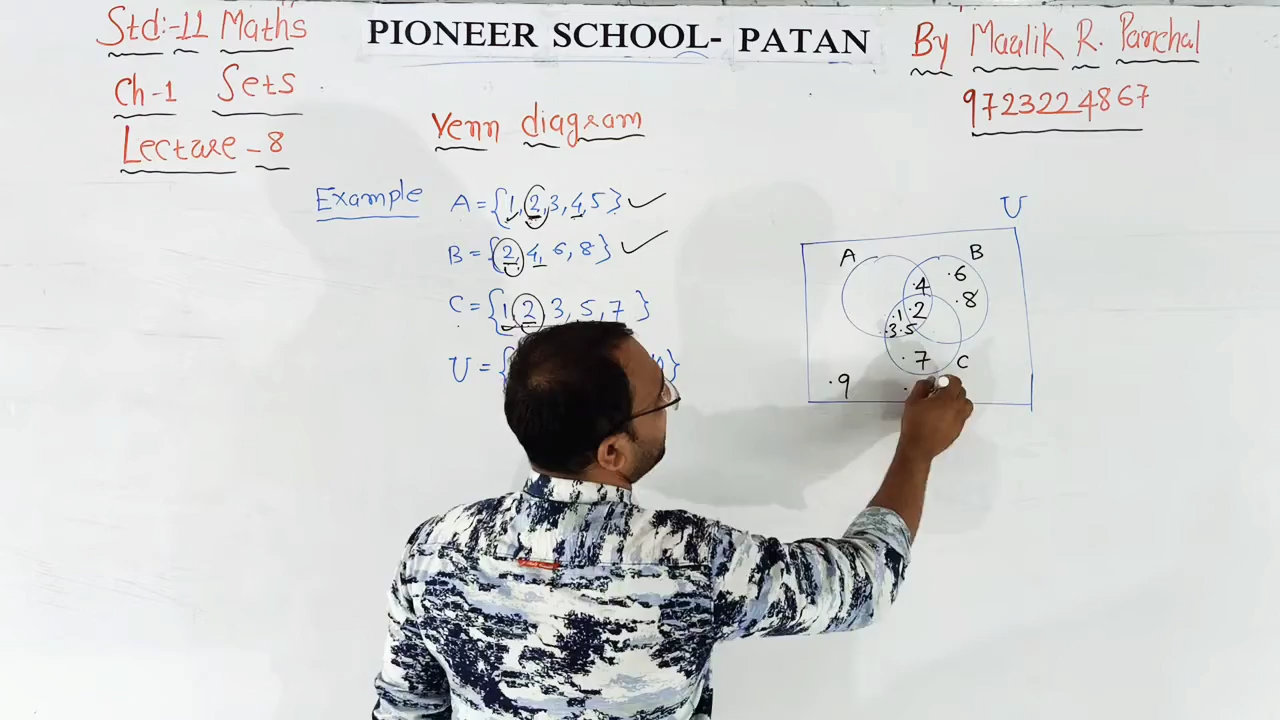 Std:-11 Maths
Ch-1 Sets
Lecture-8
PIONEER SCHOOL- PATAN
By Maulik R. Panchal
9723224867
Venn diagram
Example
A={1,2,3,4,5}
B={2,4,6,8}
C={1,2,3,5,7}
U={
}
U
A
B
.6
.4
.8
.1 .2
.3 .5
.7
C
.9